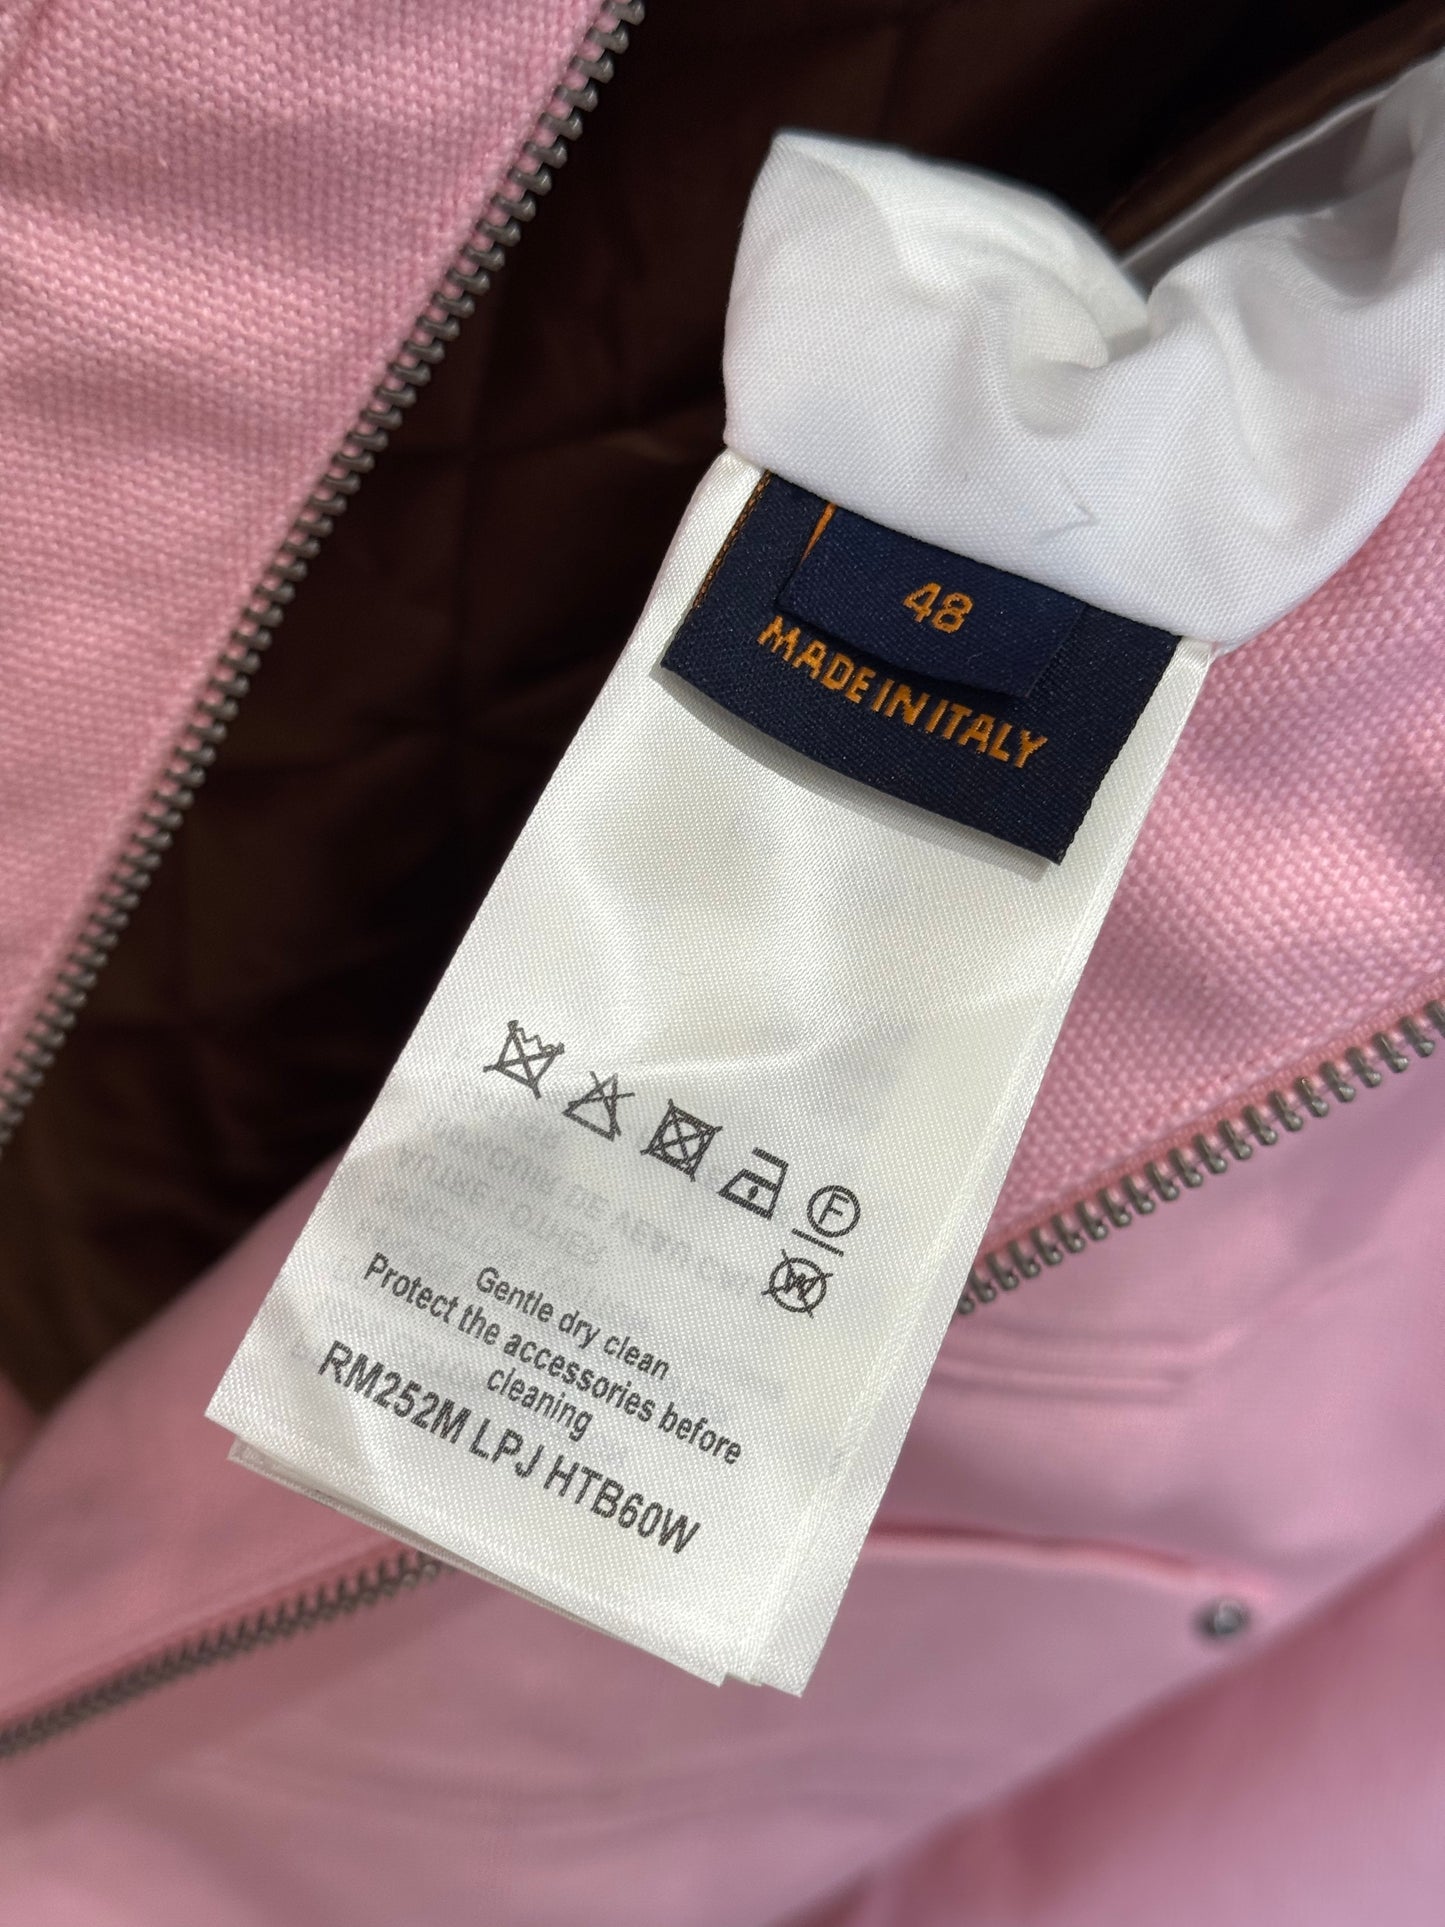 48
MADE IN ITALY
F
W
Gentle dry clean
Protect the accessories before
cleaning
RM252M LPJ HTB60W